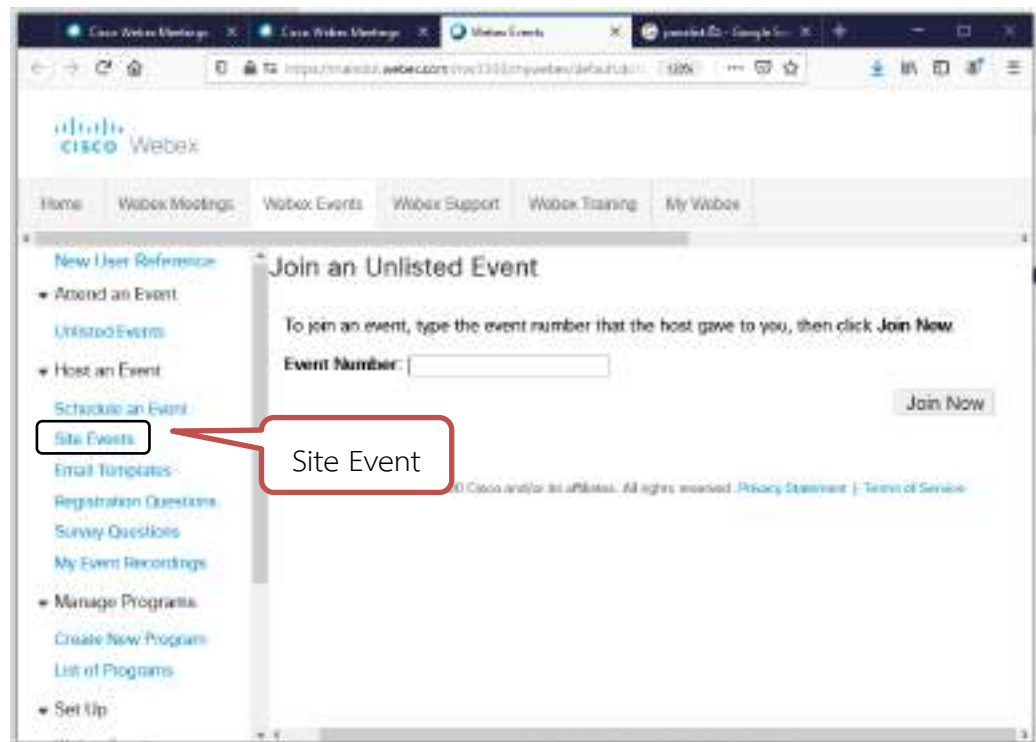 Cisco Webex Meetings
Cisco Webex Meetings
Webex Events
CISCO Webex
Home Webex Meetings Webex Events Webex Support Webex Training My Webex
New User Reference
Attend an Event
Unlisted Events
Host an Event
Schedule an Event
Site Events
Email Templates
Registration Questions
Survey Questions
My Event Recordings
Manage Programs
Create New Program
List of Programs
Set Up
Join an Unlisted Event
To join an event, type the event number that the host gave to you, then click Join Now.
Event Number:
Join Now
Site Event
Cisco and/or its affiliates. All rights reserved. Privacy Statement | Terms of Service